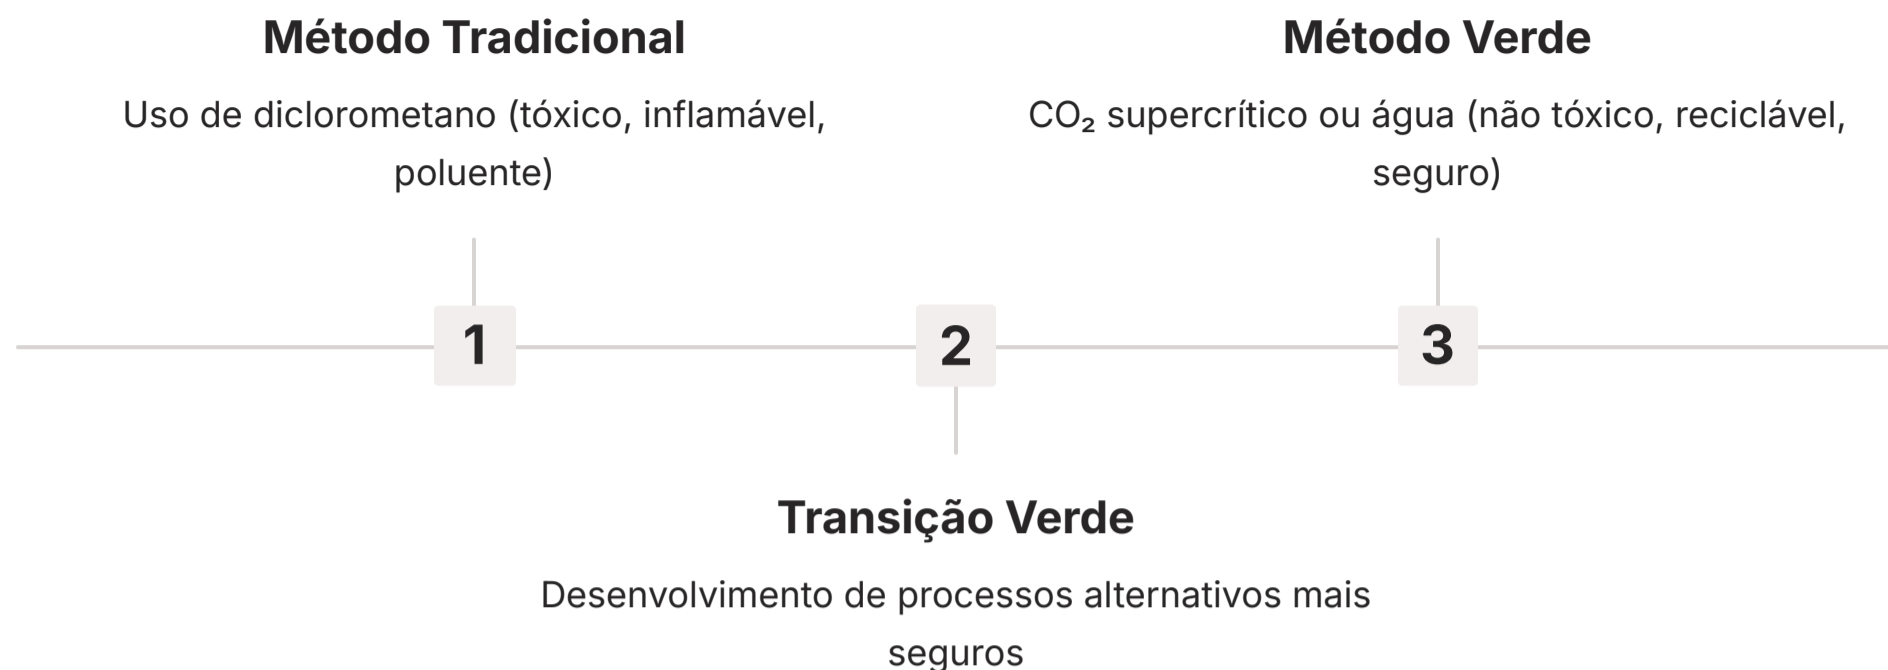 Método Tradicional
Uso de diclorometano (tóxico, inflamável,
poluente)
Método Verde
CO₂ supercrítico ou água (não tóxico, reciclável,
seguro)
1
2
3
Transição Verde
Desenvolvimento de processos alternativos mais
seguros